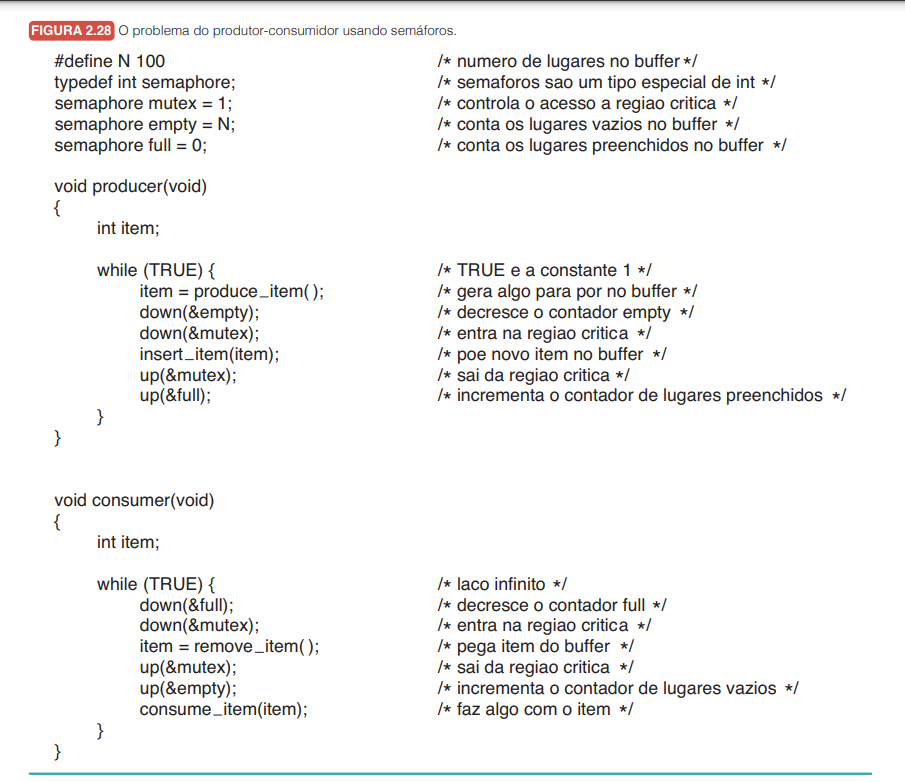 FIGURA 2.28 O problema do produtor-consumidor usando semáforos.
#define N 100 /* numero de lugares no buffer */
typedef int semaphore; /* semaforos sao um tipo especial de int */
semaphore mutex = 1; /* controla o acesso a regiao critica */
semaphore empty = N; /* conta os lugares vazios no buffer */
semaphore full = 0; /* conta os lugares preenchidos no buffer */
void producer(void)
{
int item;
while (TRUE) { /* TRUE e a constante 1 */
item = produce_item( ); /* gera algo para por no buffer */
down(&empty); /* decresce o contador empty */
down(&mutex); /* entra na regiao critica */
insert_item(item); /* poe novo item no buffer */
up(&mutex); /* sai da regiao critica */
up(&full); /* incrementa o contador de lugares preenchidos */
}
}
void consumer(void)
{
int item;
while (TRUE) { /* laco infinito */
down(&full); /* decresce o contador full */
down(&mutex); /* entra na regiao critica */
item = remove_item( ); /* pega item do buffer */
up(&mutex); /* sai da regiao critica */
up(&empty); /* incrementa o contador de lugares vazios */
consume_item(item); /* faz algo com o item */
}
}